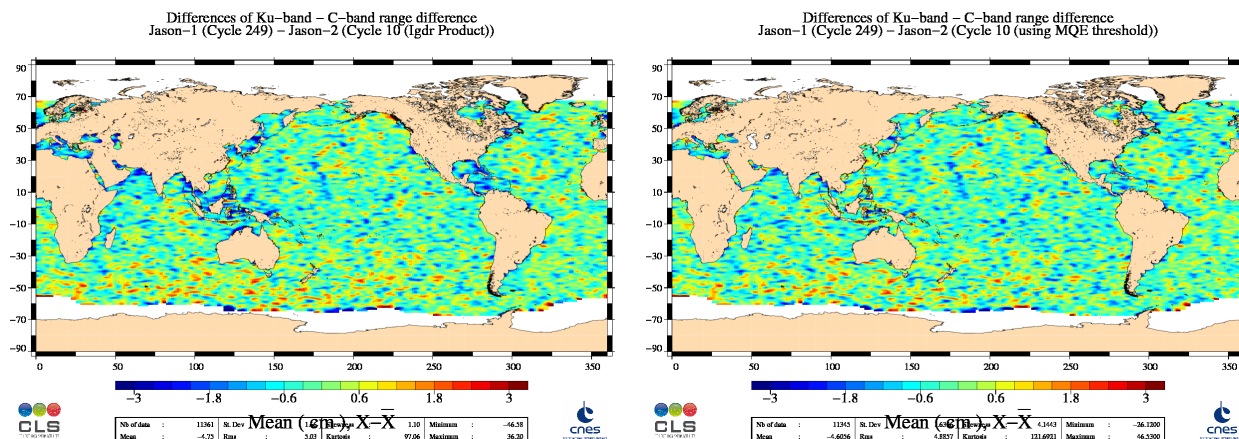 Differences of Ku-band - C-band range difference
Jason-1 (Cycle 249) - Jason-2 (Cycle 10 (Igdr Product))
90
70
50
30
10
-10
-30
-50
-70
-90
0 50 100 150 200 250 300 350
-3 -1.8 -0.6 0.6 1.8 3
Mean (cm), X-X̅
CLS
Nb of data : 11361 St. Dev : 1.10 Minimum : -46.58
Mean : -4.75 Rms : 5.03 Kurtosis : 97.06 Maximum : 36.20
cnes
Differences of Ku-band - C-band range difference
Jason-1 (Cycle 249) - Jason-2 (Cycle 10 (using MQE threshold))
90
70
50
30
10
-10
-30
-50
-70
-90
0 50 100 150 200 250 300 350
-3 -1.8 -0.6 0.6 1.8 3
Mean (cm), X-X̅
CLS
Nb of data : 11345 St. Dev : 4.1443 Minimum : -26.1200
Mean : -4.6056 Rms : 4.8857 Kurtosis : 121.6921 Maximum : 46.5300
cnes